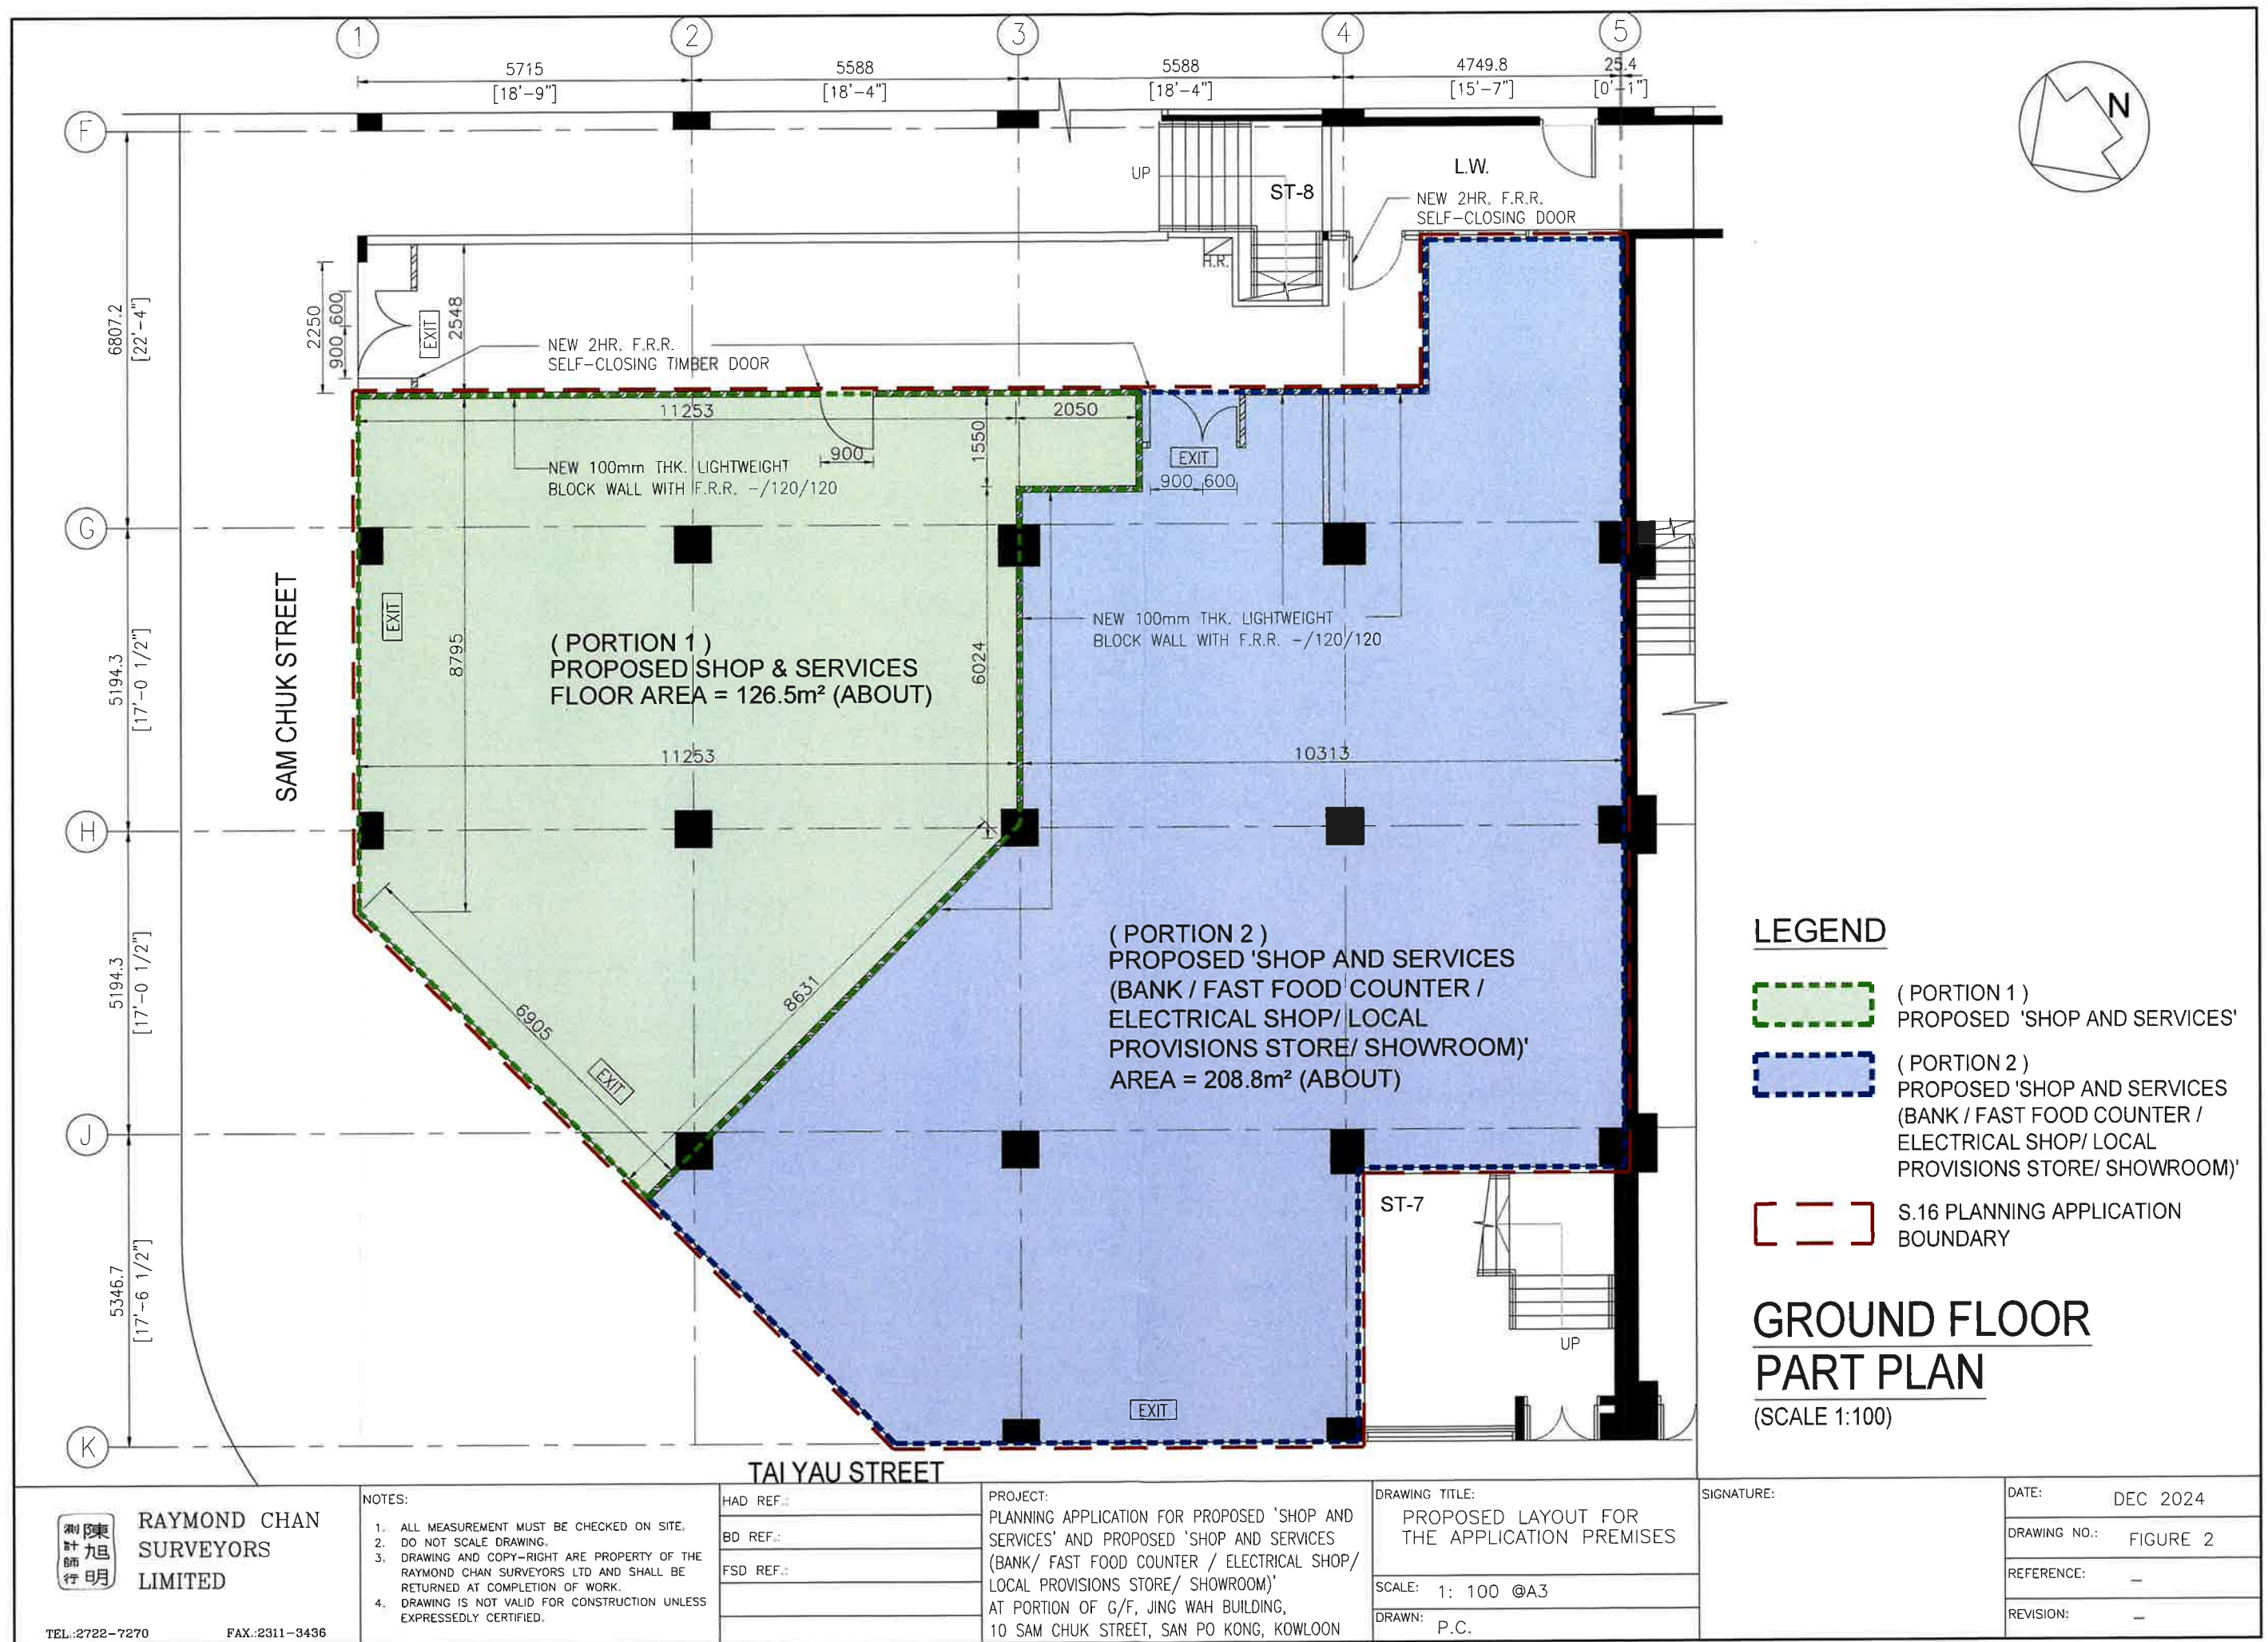 1
2
3
4
5
5715
[18'-9"]
5588
[18'-4"]
5588
[18'-4"]
4749.8
[15'-7"]
25.4
[0'-1"]
N
F
G
H
J
K
6807.2
[22'-4"]
5194.3
[17'-0 1/2"]
5194.3
[17'-0 1/2"]
5346.7
[17'-6 1/2"]
UP
ST-8
L.W.
NEW 2HR. F.R.R.
SELF-CLOSING DOOR
H.R.
2250
600
900
EXIT
2548
NEW 2HR. F.R.R.
SELF-CLOSING TIMBER DOOR
11253
2050
1550
900
NEW 100mm THK. LIGHTWEIGHT
BLOCK WALL WITH F.R.R. -/120/120
EXIT
900 600
SAM CHUK STREET
EXIT
8795
6024
( PORTION 1 )
PROPOSED SHOP & SERVICES
FLOOR AREA = 126.5m² (ABOUT)
NEW 100mm THK. LIGHTWEIGHT
BLOCK WALL WITH F.R.R. -/120/120
11253
10313
6905
8631
EXIT
( PORTION 2 )
PROPOSED 'SHOP AND SERVICES
(BANK / FAST FOOD COUNTER /
ELECTRICAL SHOP/ LOCAL
PROVISIONS STORE/ SHOWROOM)'
AREA = 208.8m² (ABOUT)
ST-7
UP
EXIT
TAI YAU STREET
LEGEND
( PORTION 1 )
PROPOSED 'SHOP AND SERVICES'
( PORTION 2 )
PROPOSED 'SHOP AND SERVICES
(BANK / FAST FOOD COUNTER /
ELECTRICAL SHOP/ LOCAL
PROVISIONS STORE/ SHOWROOM)'
S.16 PLANNING APPLICATION
BOUNDARY
GROUND FLOOR
PART PLAN
(SCALE 1:100)
陳旭明
測計師行
RAYMOND CHAN
SURVEYORS
LIMITED
TEL.:2722-7270 FAX.:2311-3436
NOTES:
1. ALL MEASUREMENT MUST BE CHECKED ON SITE.
2. DO NOT SCALE DRAWING.
3. DRAWING AND COPY-RIGHT ARE PROPERTY OF THE
RAYMOND CHAN SURVEYORS LTD AND SHALL BE
RETURNED AT COMPLETION OF WORK.
4. DRAWING IS NOT VALID FOR CONSTRUCTION UNLESS
EXPRESSEDLY CERTIFIED.
HAD REF.:
BD REF.:
FSD REF.:
PROJECT:
PLANNING APPLICATION FOR PROPOSED 'SHOP AND
SERVICES' AND PROPOSED 'SHOP AND SERVICES
(BANK/ FAST FOOD COUNTER / ELECTRICAL SHOP/
LOCAL PROVISIONS STORE/ SHOWROOM)'
AT PORTION OF G/F, JING WAH BUILDING,
10 SAM CHUK STREET, SAN PO KONG, KOWLOON
DRAWING TITLE:
PROPOSED LAYOUT FOR
THE APPLICATION PREMISES
SCALE: 1: 100 @A3
DRAWN: P.C.
SIGNATURE:
DATE: DEC 2024
DRAWING NO.: FIGURE 2
REFERENCE: –
REVISION: –